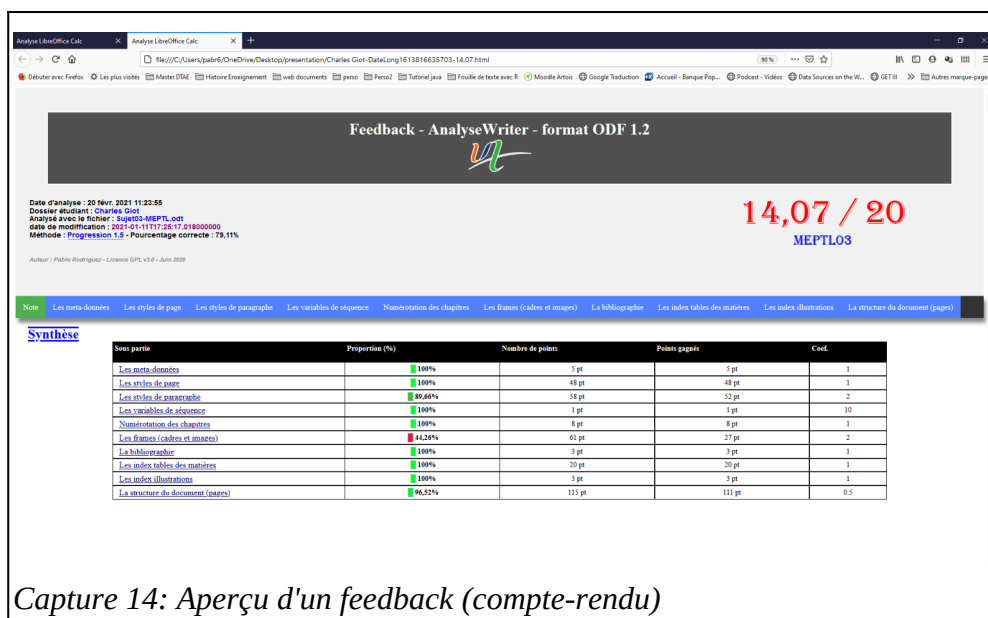 Analyse LibreOffice Calc × Analyse LibreOffice Calc × +
file:///C:/Users/pabr6/OneDrive/Desktop/presentation/Charles Giot-DateLong1613816635703-14,07.html 90 %
Débuter avec Firefox Les plus visités Master DTAE Histoire Enseignement web documents perso Perso2 Tutoriel java Fouille de texte avec R Moodle Artois Google Traduction Accueil - Banque Pop... Podcast - Vidéos Data Sources on the W... GET III Autres marque-page
Feedback - AnalyseWriter - format ODF 1.2
Date d'analyse : 20 févr. 2021 11:23:55
Dossier étudiant : Charles Giot
Analysé avec le fichier : Sujet03-MEPTL.odt
date de modiffication : 2021-01-11T17:25:17.018000000
Méthode : Progression 1.5 - Pourcentage correcte : 79,11%
14,07 / 20
MEPTL03
Auteur : Pablo Rodriguez - Licence GPL v3.0 - Juin 2020
Note Les meta-données Les styles de page Les styles de paragraphe Les variables de séquence Numérotation des chapitres Les frames (cadres et images) La bibliographie Les index tables des matières Les index illustrations La structure du document (pages)
Synthèse
Sous partie Proportion (%) Nombre de points Points gagnés Coef.
Les meta-données 100% 5 pt 5 pt 1
Les styles de page 100% 48 pt 48 pt 1
Les styles de paragraphe 89,66% 58 pt 52 pt 2
Les variables de séquence 100% 1 pt 1 pt 10
Numérotation des chapitres 100% 8 pt 8 pt 1
Les frames (cadres et images) 44,26% 61 pt 27 pt 2
La bibliographie 100% 3 pt 3 pt 1
Les index tables des matières 100% 20 pt 20 pt 1
Les index illustrations 100% 3 pt 3 pt 1
La structure du document (pages) 96,52% 115 pt 111 pt 0.5
Capture 14: Aperçu d'un feedback (compte-rendu)